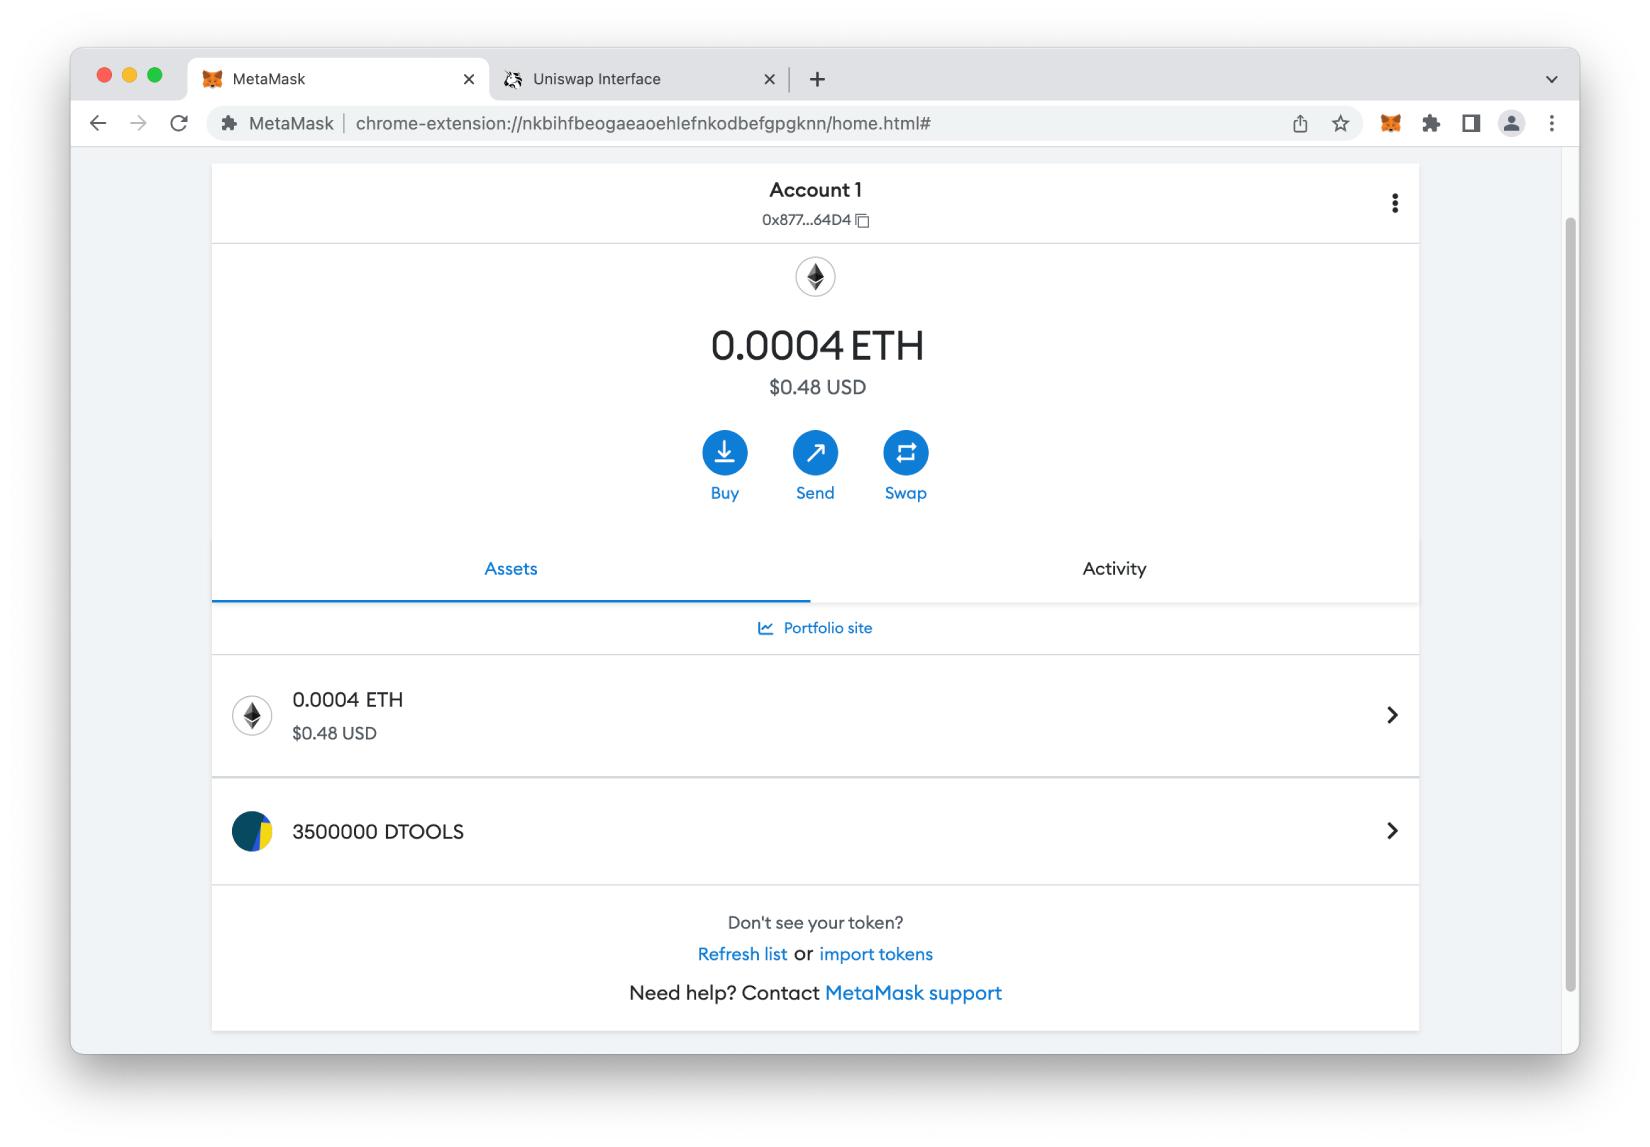 MetaMask
Uniswap Interface
MetaMask
chrome-extension://nkbihfbeogaeaoehlefnkodbefgpgknn/home.html#
Account 1
0x877...64D4
0.0004 ETH
$0.48 USD
Buy
Send
Swap
Assets
Activity
Portfolio site
0.0004 ETH
$0.48 USD
3500000 DTOOLS
Don't see your token?
Refresh list or import tokens
Need help? Contact MetaMask support